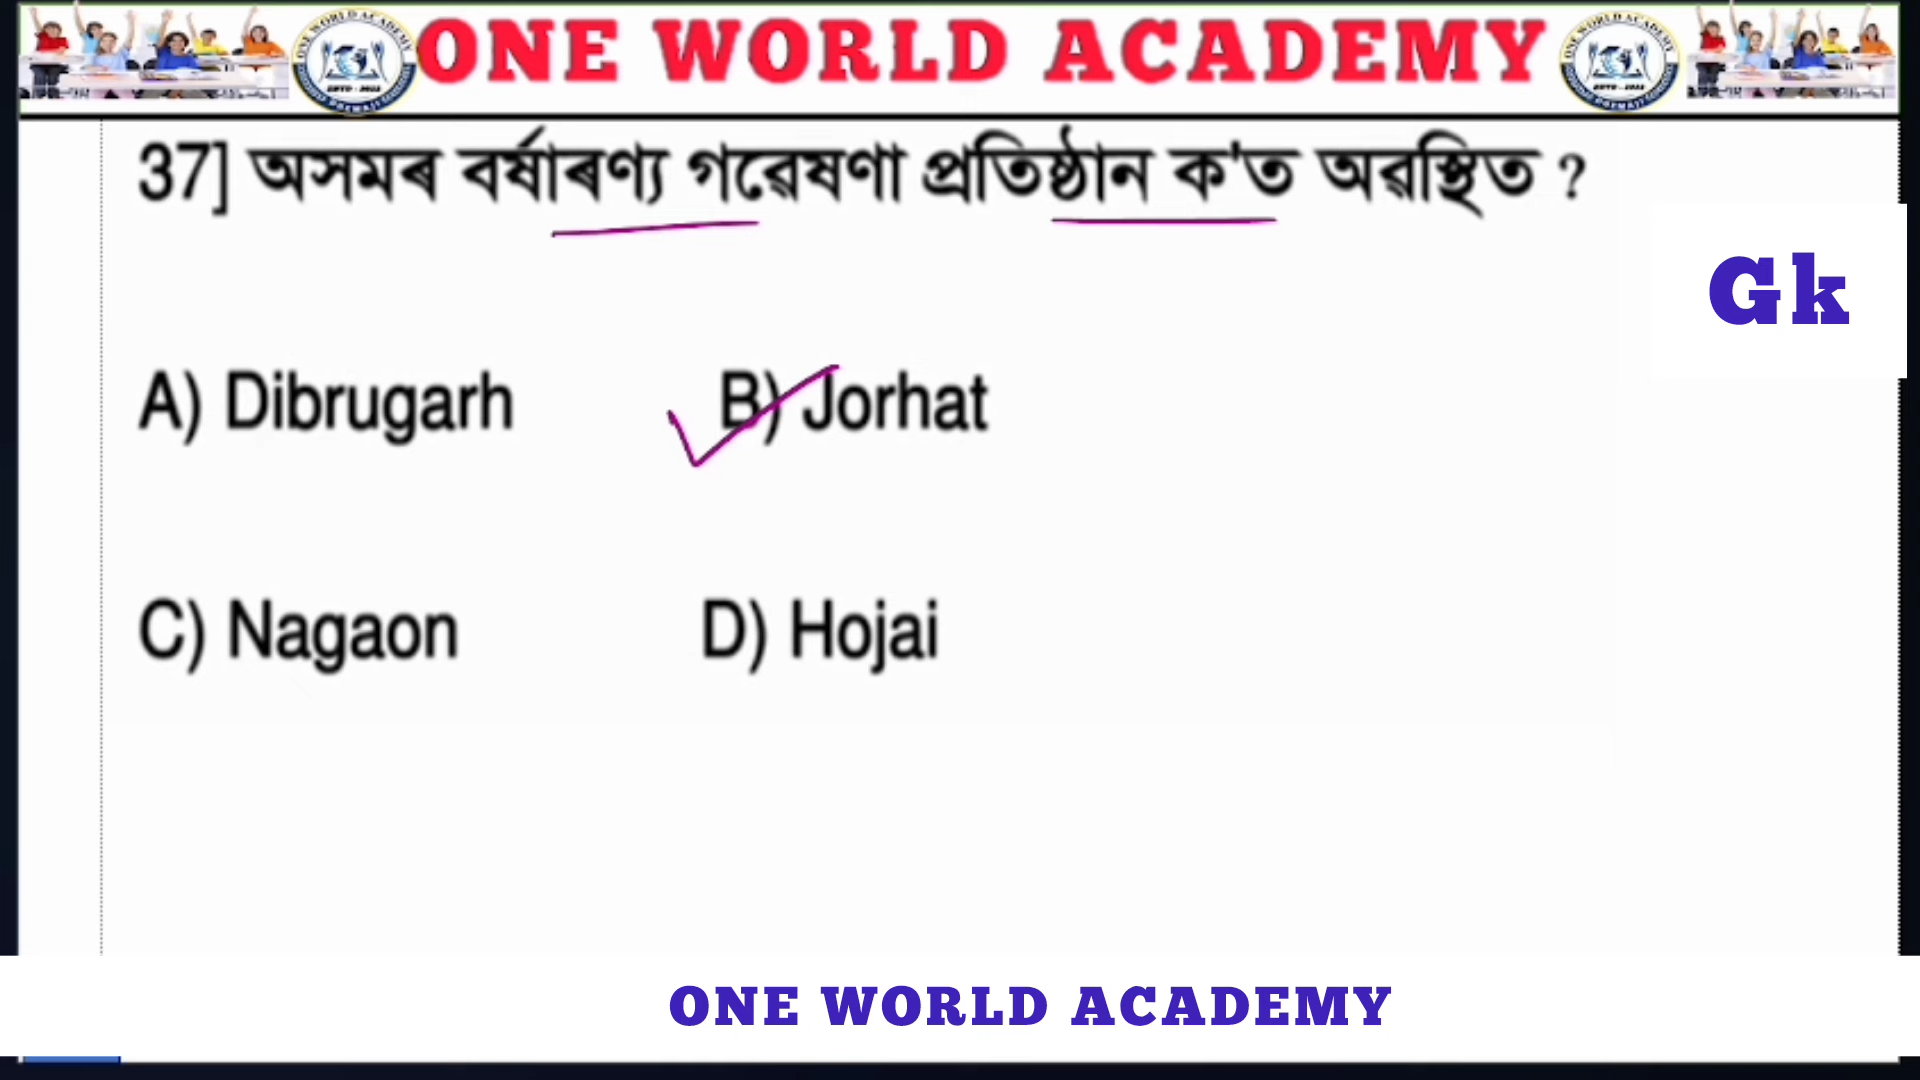 ONE WORLD ACADEMY
37] অসমৰ বৰ্ষাৰণ্য গৱেষণা প্ৰতিষ্ঠান ক'ত অৱস্থিত ?
Gk
A) Dibrugarh B) Jorhat
C) Nagaon D) Hojai
ONE WORLD ACADEMY